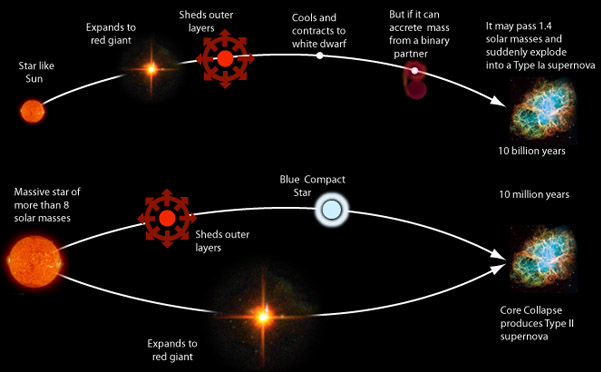 Star like
Sun
Expands to
red giant
Sheds outer
layers
Cools and
contracts to
white dwarf
But if it can
accrete mass
from a binary
partner
It may pass 1.4
solar masses and
suddenly explode
into a Type Ia supernova
10 billion years
Massive star of
more than 8
solar masses
Sheds outer
layers
Blue Compact
Star
10 million years
Expands to
red giant
Core Collapse
produces Type II
supernova